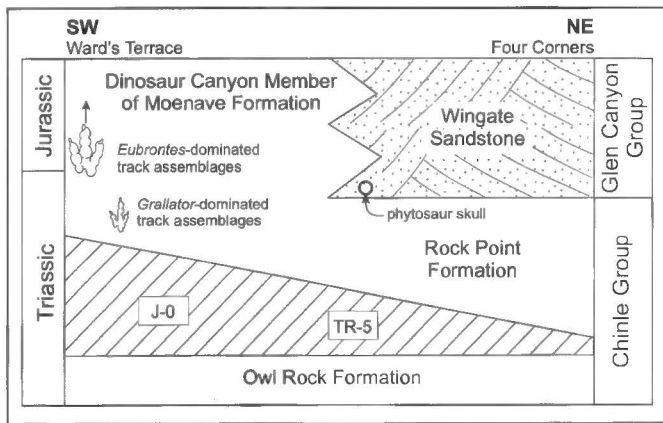 SW
NE
Ward's Terrace
Four Corners
Jurassic
Triassic
Dinosaur Canyon Member
of Moenave Formation
Eubrontes-dominated
track assemblages
Grallator-dominated
track assemblages
Wingate
Sandstone
phytosaur skull
Rock Point
Formation
J-0
TR-5
Owl Rock Formation
Glen Canyon
Group
Chinle Group